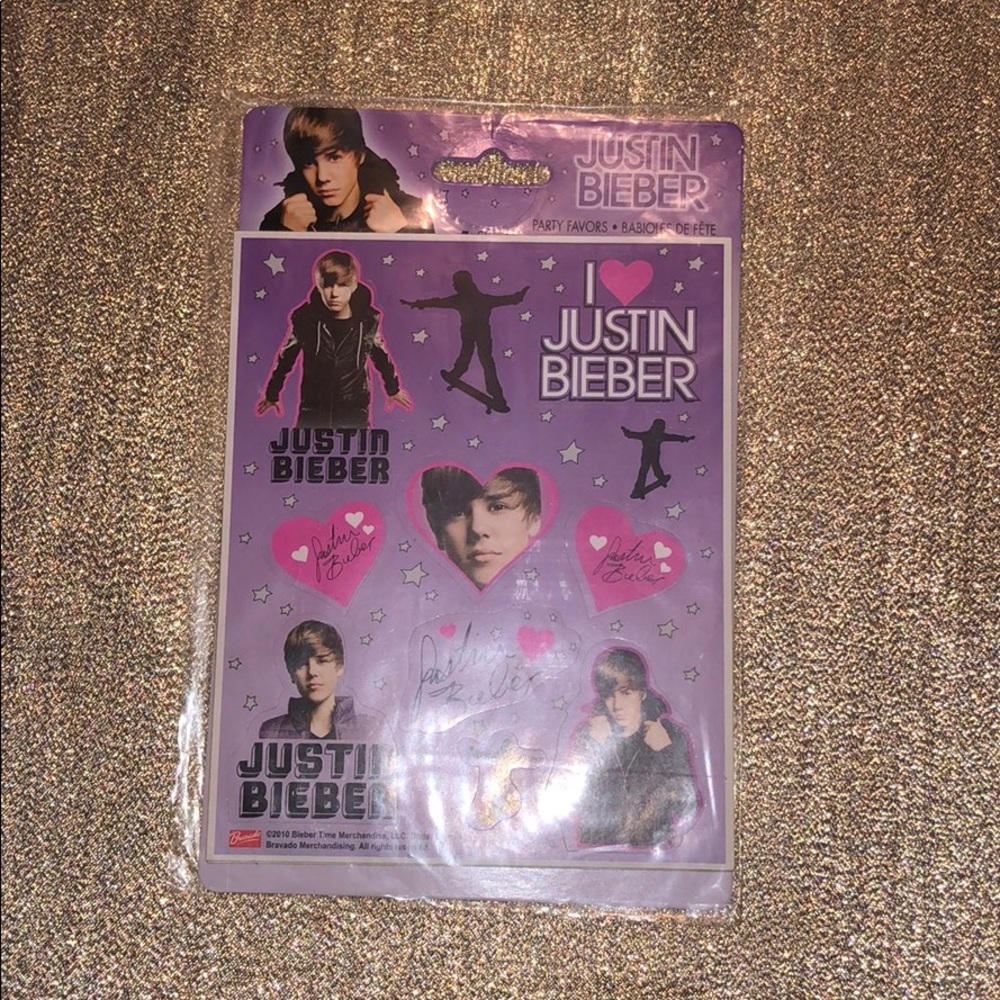 JUSTIN
BIEBER
PARTY FAVORS • BABIOLES DE FÊTE
I
JUSTIN
BIEBER
JUSTIN
BIEBER
Justin
Bieber
Justin
Bieber
Justin
Bieber
JUSTIN
BIEBER
Bravado
©2010 Bieber Time Merchandise, LLC.
Bravado Merchandising. All rights reserved.